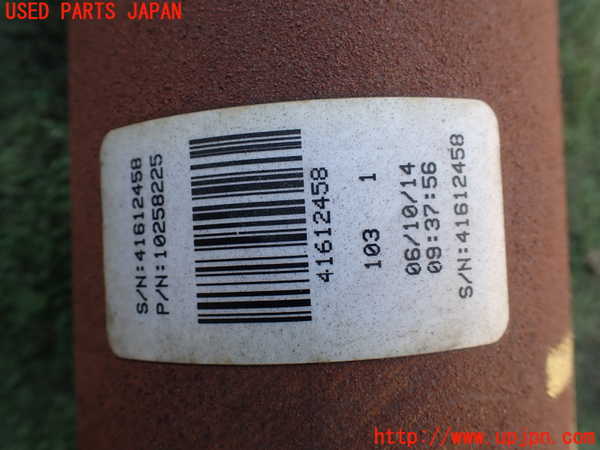 USED PARTS JAPAN
S/N:41612458
P/N:10258225
41612458
103 1
06/10/14
09:37:56
S/N:41612458
http://www.upjpn.com